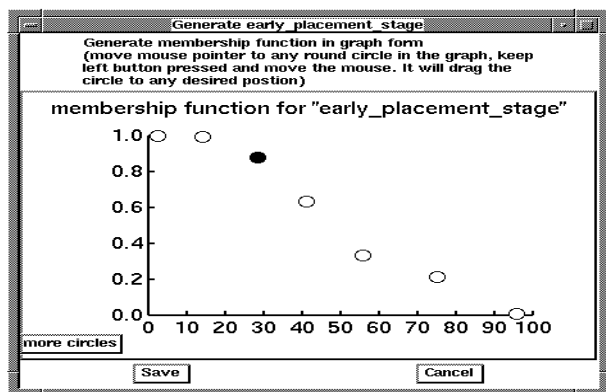 Generate early_placement_stage
Generate membership function in graph form
(move mouse pointer to any round circle in the graph, keep
left button pressed and move the mouse. It will drag the
circle to any desired postion)
membership function for "early_placement_stage"
1.0
0.8
0.6
0.4
0.2
0.0
0 10 20 30 40 50 60 70 80 90 100
more circles
Save Cancel